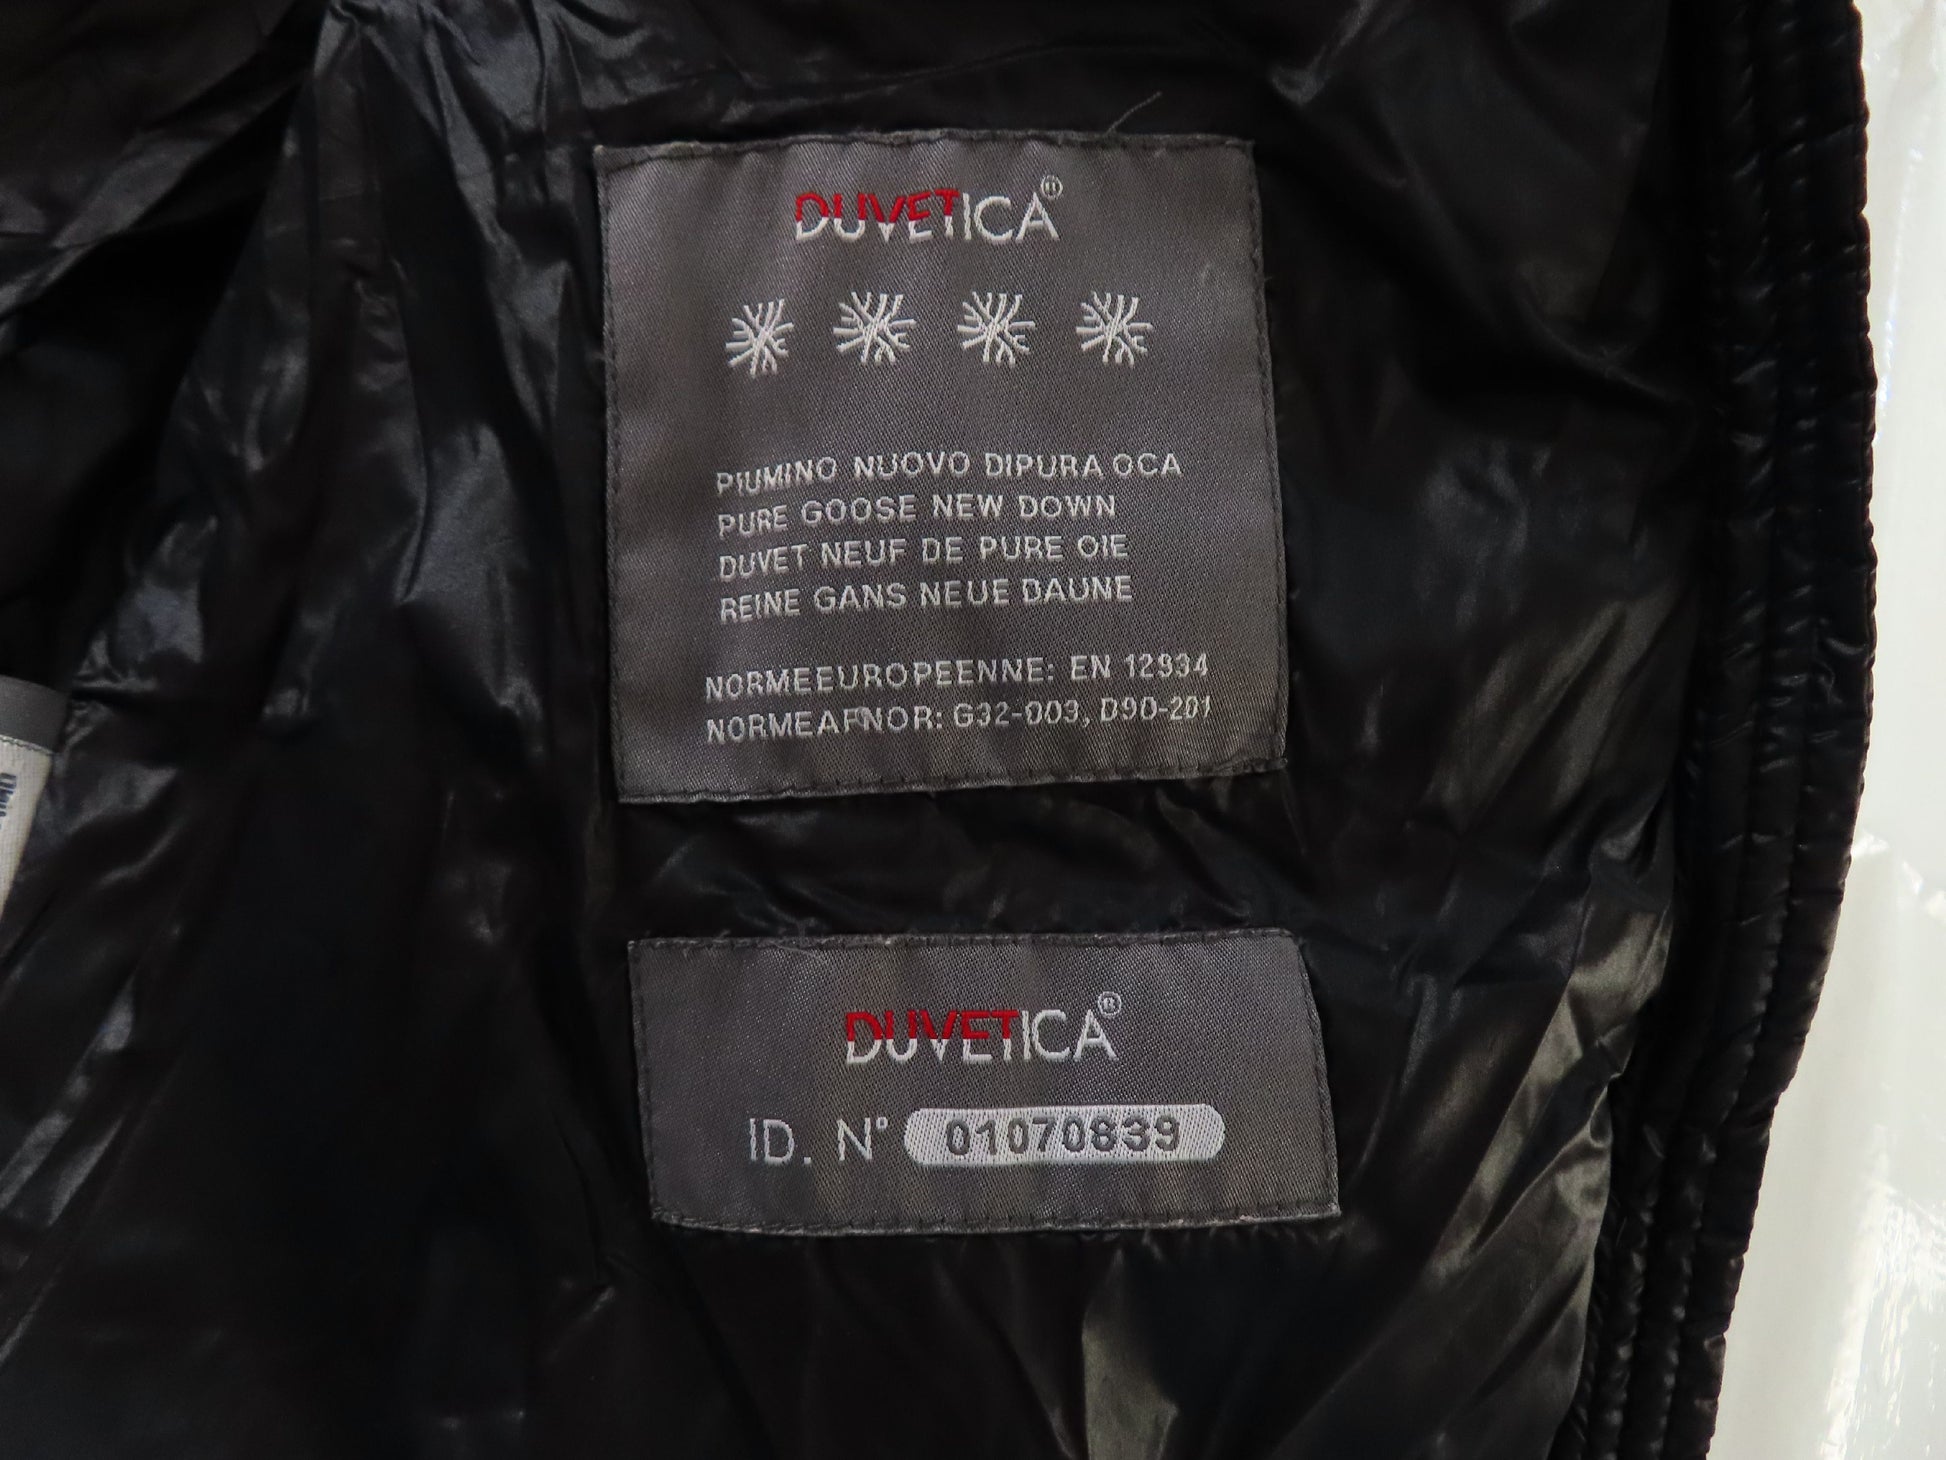 DUVETICA®
PIUMINO NUOVO DIPURA OCA
PURE GOOSE NEW DOWN
DUVET NEUF DE PURE OIE
REINE GANS NEUE DAUNE
NORMEEUROPEENNE: EN 12934
NORMEAFNOR: G32-003, D90-201
DUVETICA®
ID. N° 01070839